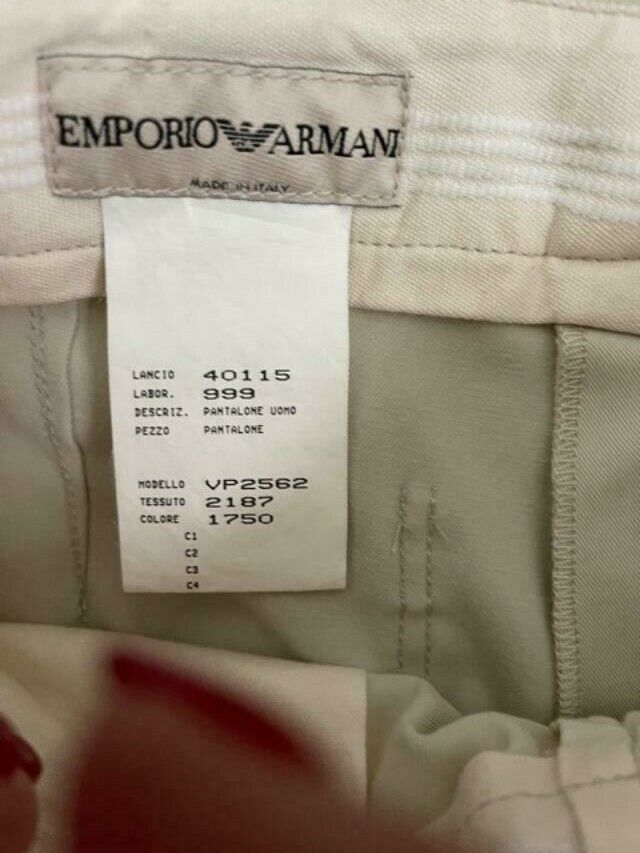 EMPORIO ARMANI
MADE IN ITALY
LANCIO 40115
LABOR. 999
DESCRIZ. PANTALONE UOMO
PEZZO PANTALONE
MODELLO VP2562
TESSUTO 2187
COLORE 1750
C1
C2
C3
C4